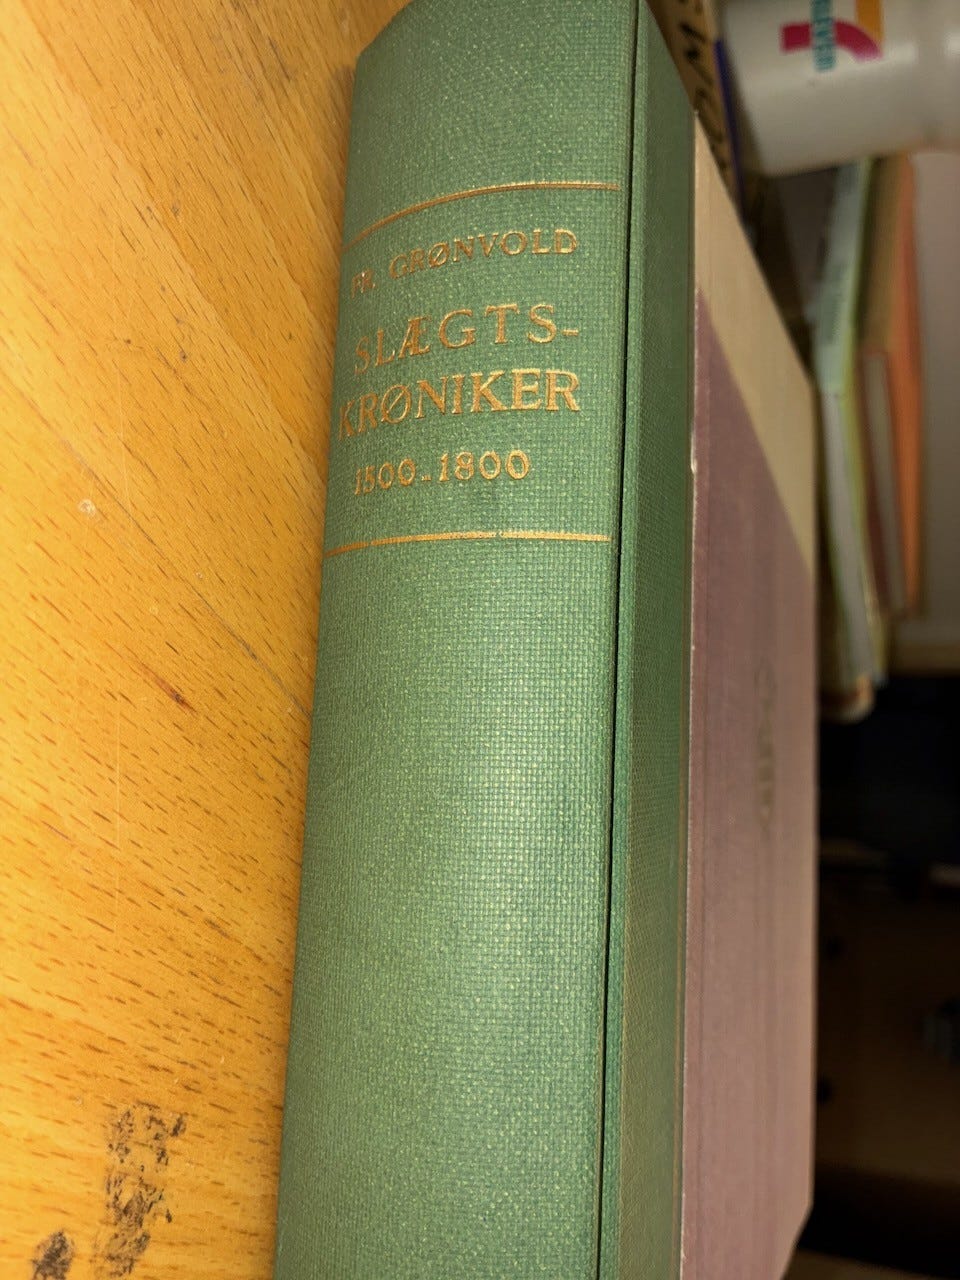 FR. GRØNVOLD
SLÆGTS-
KRØNIKER
1500-1800